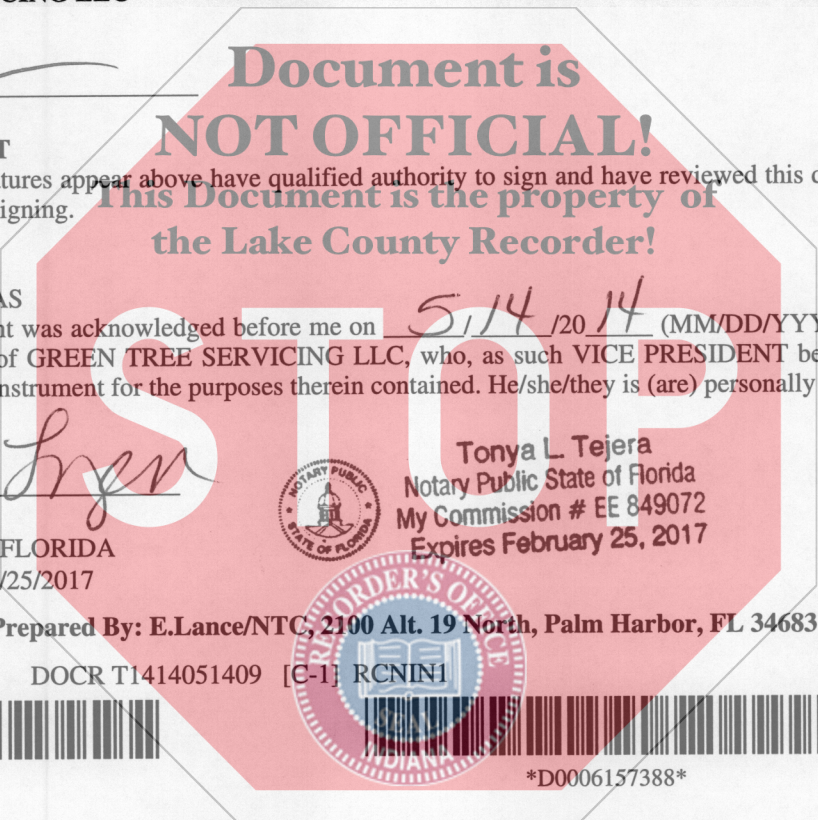 Document is
NOT OFFICIAL!
T
tures appear above have qualified authority to sign and have reviewed this
This Document is the property of
igning.
the Lake County Recorder!
STOP
AS
nt was acknowledged before me on 5/14/2014 (MM/DD/YYY
of GREEN TREE SERVICING LLC, who, as such VICE PRESIDENT be
nstrument for the purposes therein contained. He/she/they is (are) personally
Tonya L. Tejera
Notary Public State of Florida
My Commission # EE 849072
Expires February 25, 2017
NOTARY PUBLIC
STATE OF FLORIDA
FLORIDA
/25/2017
Prepared By: E.Lance/NTC, 2100 Alt. 19 North, Palm Harbor, FL 34683
DOCR T1414051409 [C-1] RCNIN1
RECORDER'S OFFICE
SEAL
INDIANA
*D0006157388*